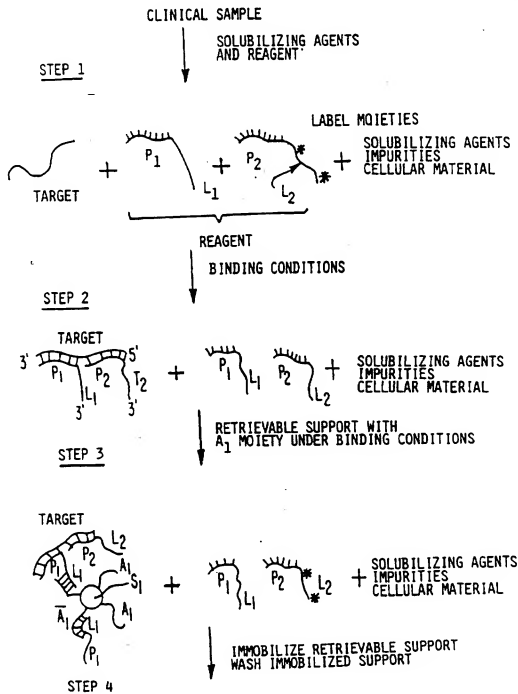 CLINICAL SAMPLE
SOLUBILIZING AGENTS
AND REAGENT
STEP 1
LABEL MOIETIES
P1
P2
L1
L2
* *
TARGET
+ + +
SOLUBILIZING AGENTS
IMPURITIES
CELLULAR MATERIAL
REAGENT
BINDING CONDITIONS
STEP 2
TARGET
3' 5'
P1 P2
L1 T2
3' 3'
+
P1 L1
P2 L2
+
SOLUBILIZING AGENTS
IMPURITIES
CELLULAR MATERIAL
RETRIEVABLE SUPPORT WITH
A1 MOIETY UNDER BINDING CONDITIONS
STEP 3
TARGET
P1 P2 L2
L1 A1
S1
A1 L1 A1
P1
+
P1 L1
P2 * L2 *
+
SOLUBILIZING AGENTS
IMPURITIES
CELLULAR MATERIAL
IMMOBILIZE RETRIEVABLE SUPPORT
WASH IMMOBILIZED SUPPORT
STEP 4